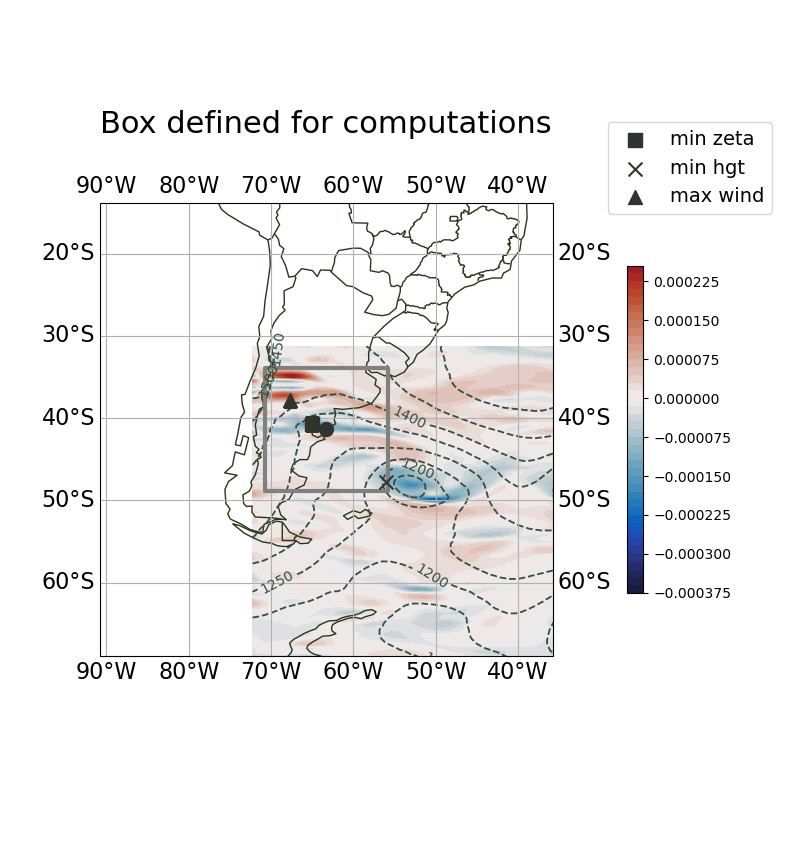 Box defined for computations
min zeta
min hgt
max wind
90°W 80°W 70°W 60°W 50°W 40°W
20°S 20°S
30°S 30°S
40°S 40°S
50°S 50°S
60°S 60°S
90°W 80°W 70°W 60°W 50°W 40°W
1450
1400
1200
1250
1200
0.000225
0.000150
0.000075
0.000000
−0.000075
−0.000150
−0.000225
−0.000300
−0.000375